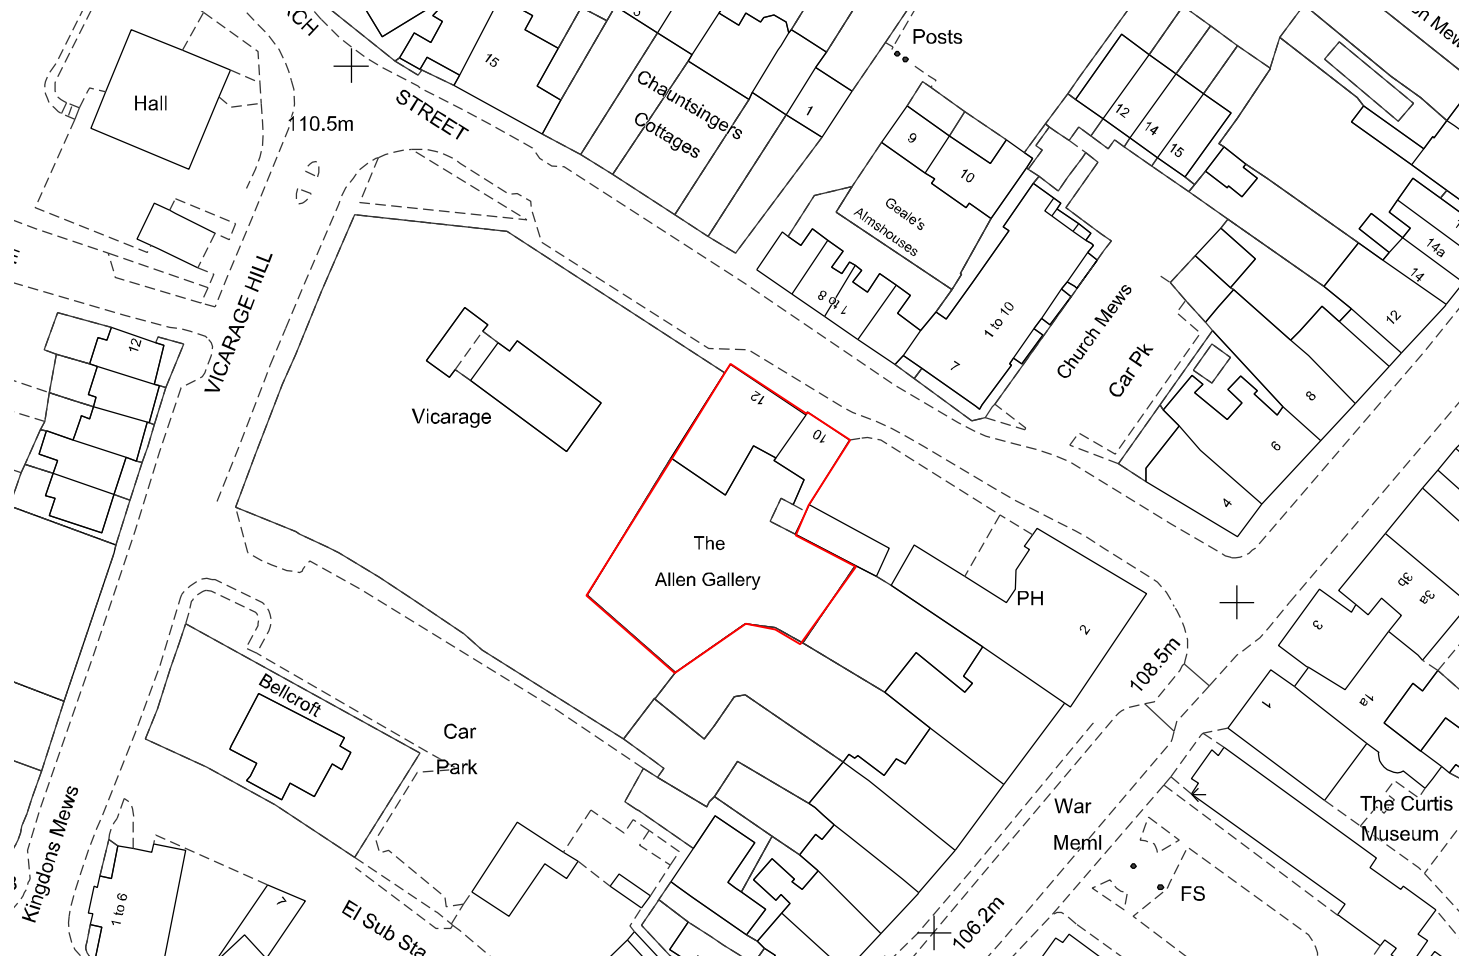 RCH
STREET
15
Chauntsingers
Cottages
1
Posts
Hall
110.5m
9
10
Geale's
Almshouses
1 to 8
1 to 10
7
12
14
15
14a
14
12
Church Mews
Car Pk
8
6
4
VICARAGE HILL
12
Vicarage
12
10
The
Allen Gallery
PH
2
108.5m
3b
3a
3
1a
1
Bellcroft
Car
Park
Kingdons Mews
1 to 6
7
El Sub Sta
War
Meml
FS
106.2m
The Curtis
Museum